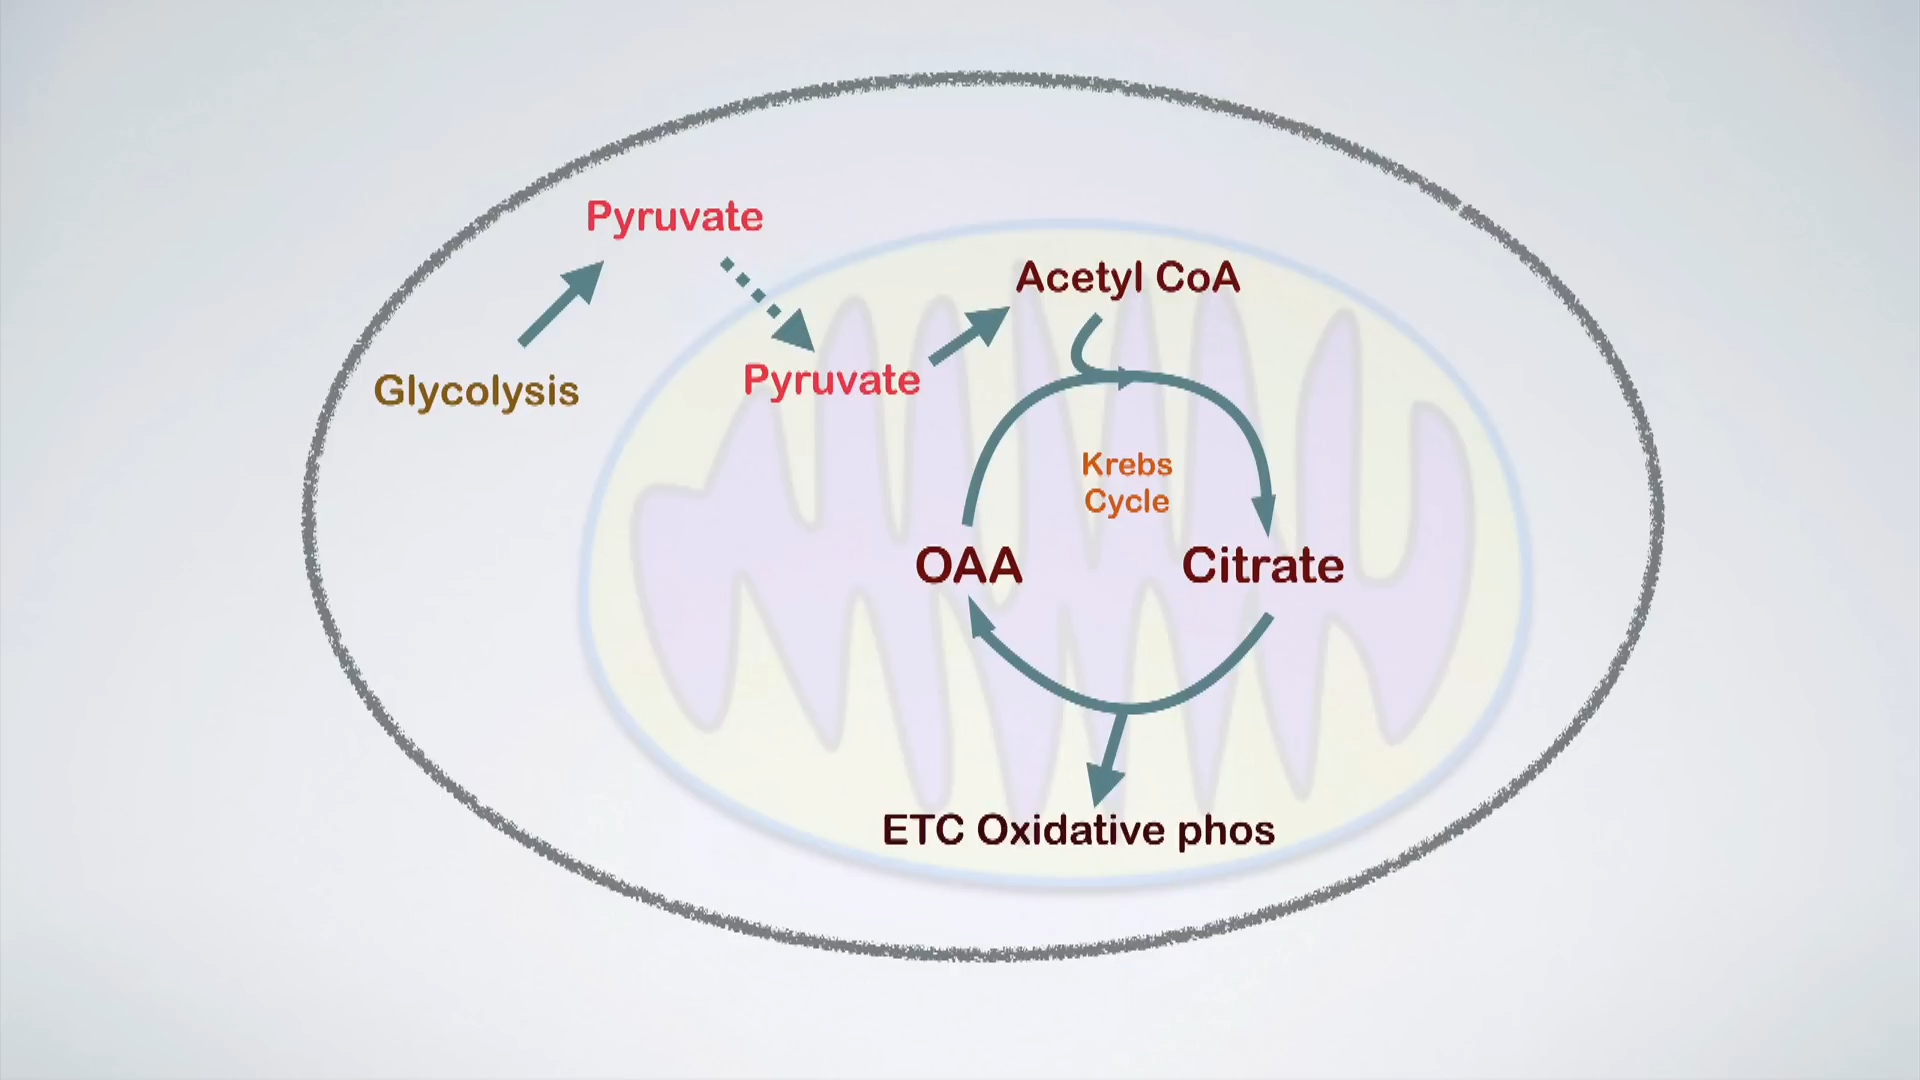 Pyruvate
Acetyl CoA
Glycolysis
Pyruvate
Krebs
Cycle
OAA
Citrate
ETC Oxidative phos